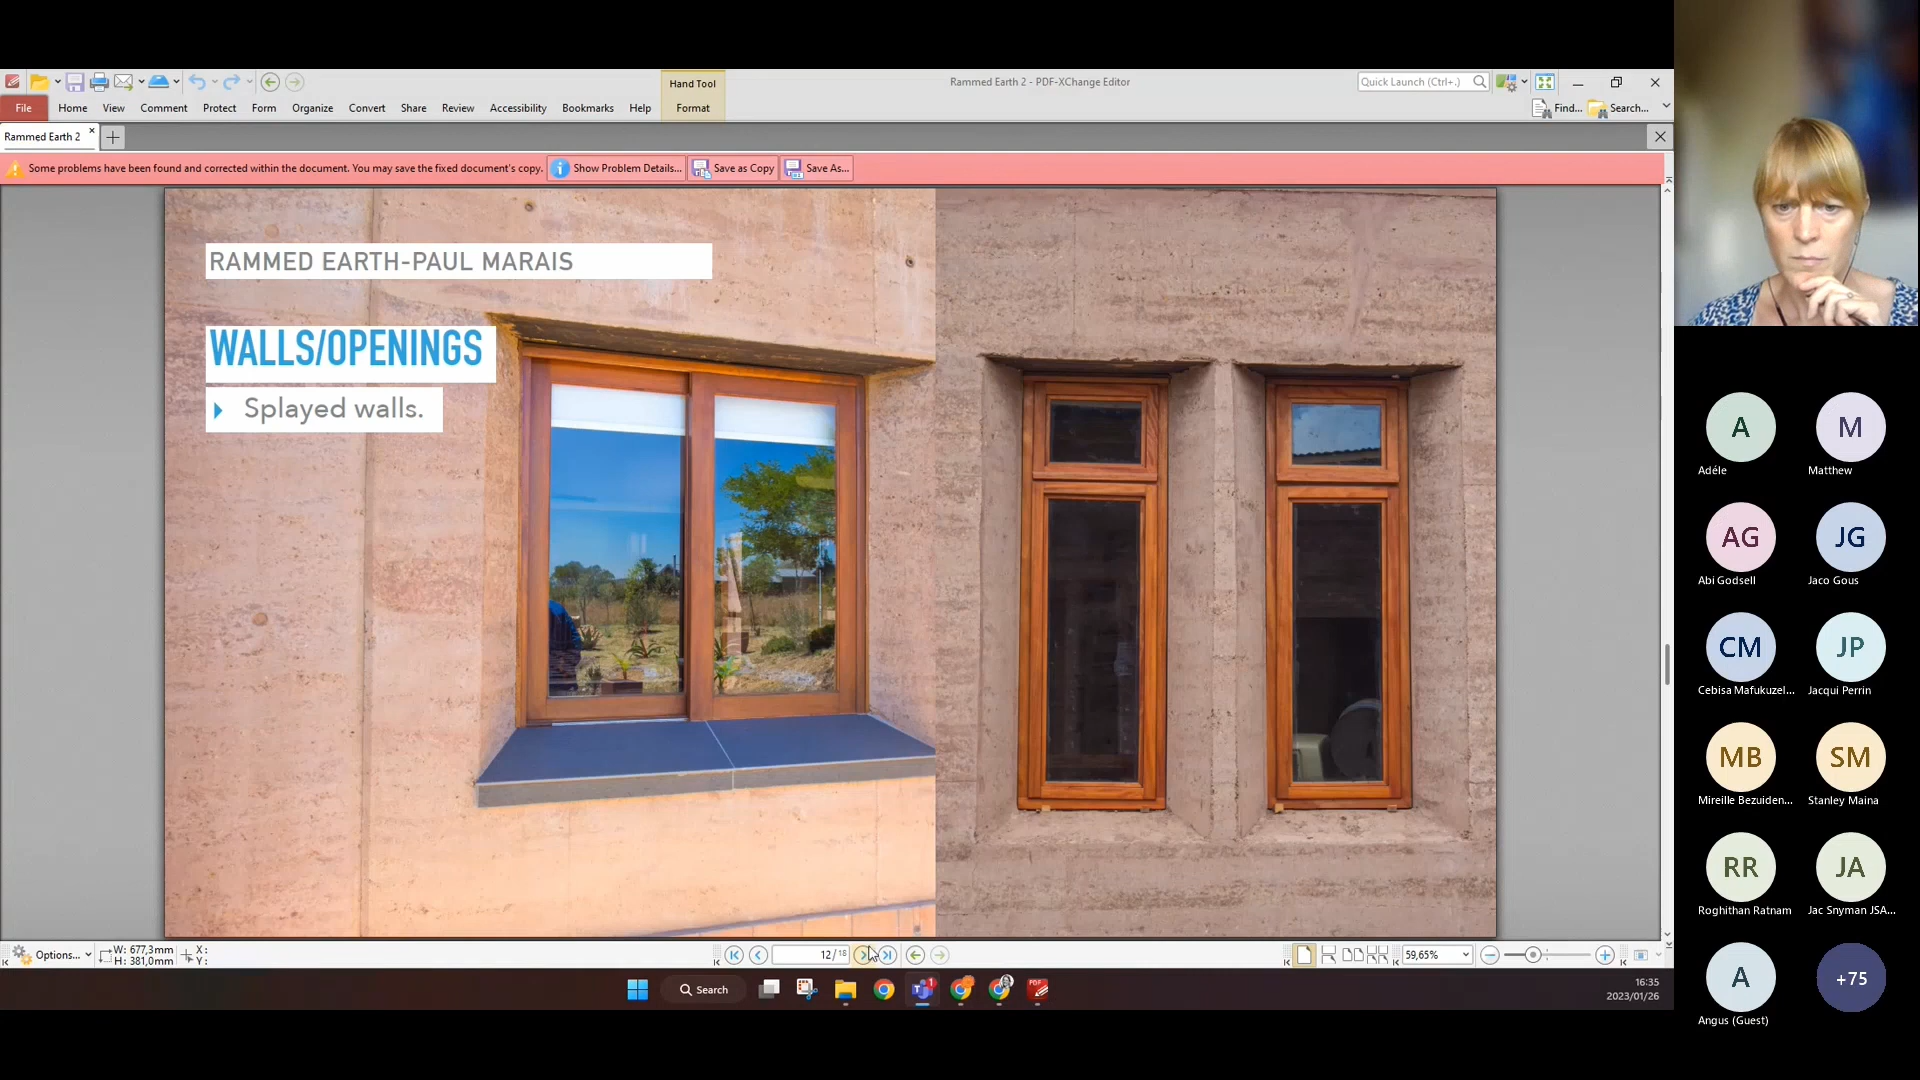 Hand Tool
Rammed Earth 2 - PDF-XChange Editor
Quick Launch (Ctrl+.)
File
Home
View
Comment
Protect
Form
Organize
Convert
Share
Review
Accessibility
Bookmarks
Help
Format
Find...
Search...
Rammed Earth 2
Some problems have been found and corrected within the document. You may save the fixed document's copy.
Show Problem Details...
Save as Copy
Save As...
RAMMED EARTH-PAUL MARAIS
WALLS/OPENINGS
Splayed walls.
Options...
W: 677,3mm
H: 381,0mm
X:
Y:
12/18
59,65%
Search
16:35
2023/01/26
A
Adéle
M
Matthew
AG
Abi Godsell
JG
Jaco Gous
CM
Cebisa Mafukuzel...
JP
Jacqui Perrin
MB
Mireille Bezuiden...
SM
Stanley Maina
RR
Roghithan Ratnam
JA
Jac Snyman JSA...
A
Angus (Guest)
+75